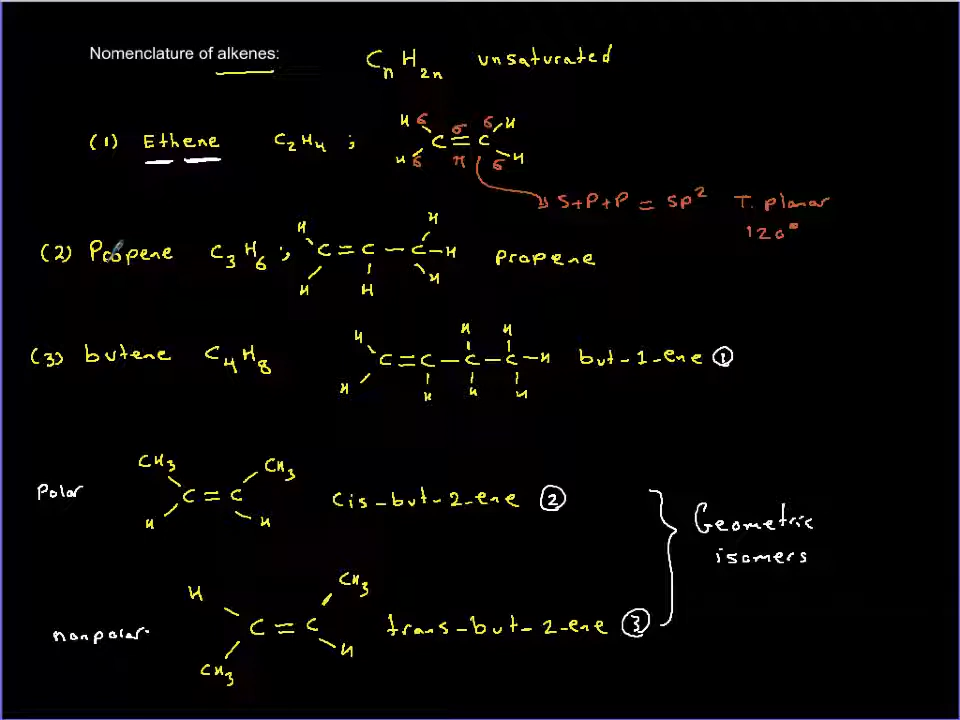 Nomenclature of alkenes: CnH2n unsaturated
(1) Ethene C2H4 ; H σ σ σ H C = C H σ π σ H
S+P+P = SP² T. planar
120°
(2) Propene C3H6 ; H H C = C - C - H H H H propene
(3) butene C4H8 H H H C = C - C - C - H H H H H but-1-ene ①
Polar CH3 CH3 C = C H H cis-but-2-ene ②
Geometric
isomers
nonpolar H CH3 C = C CH3 H trans-but-2-ene ③